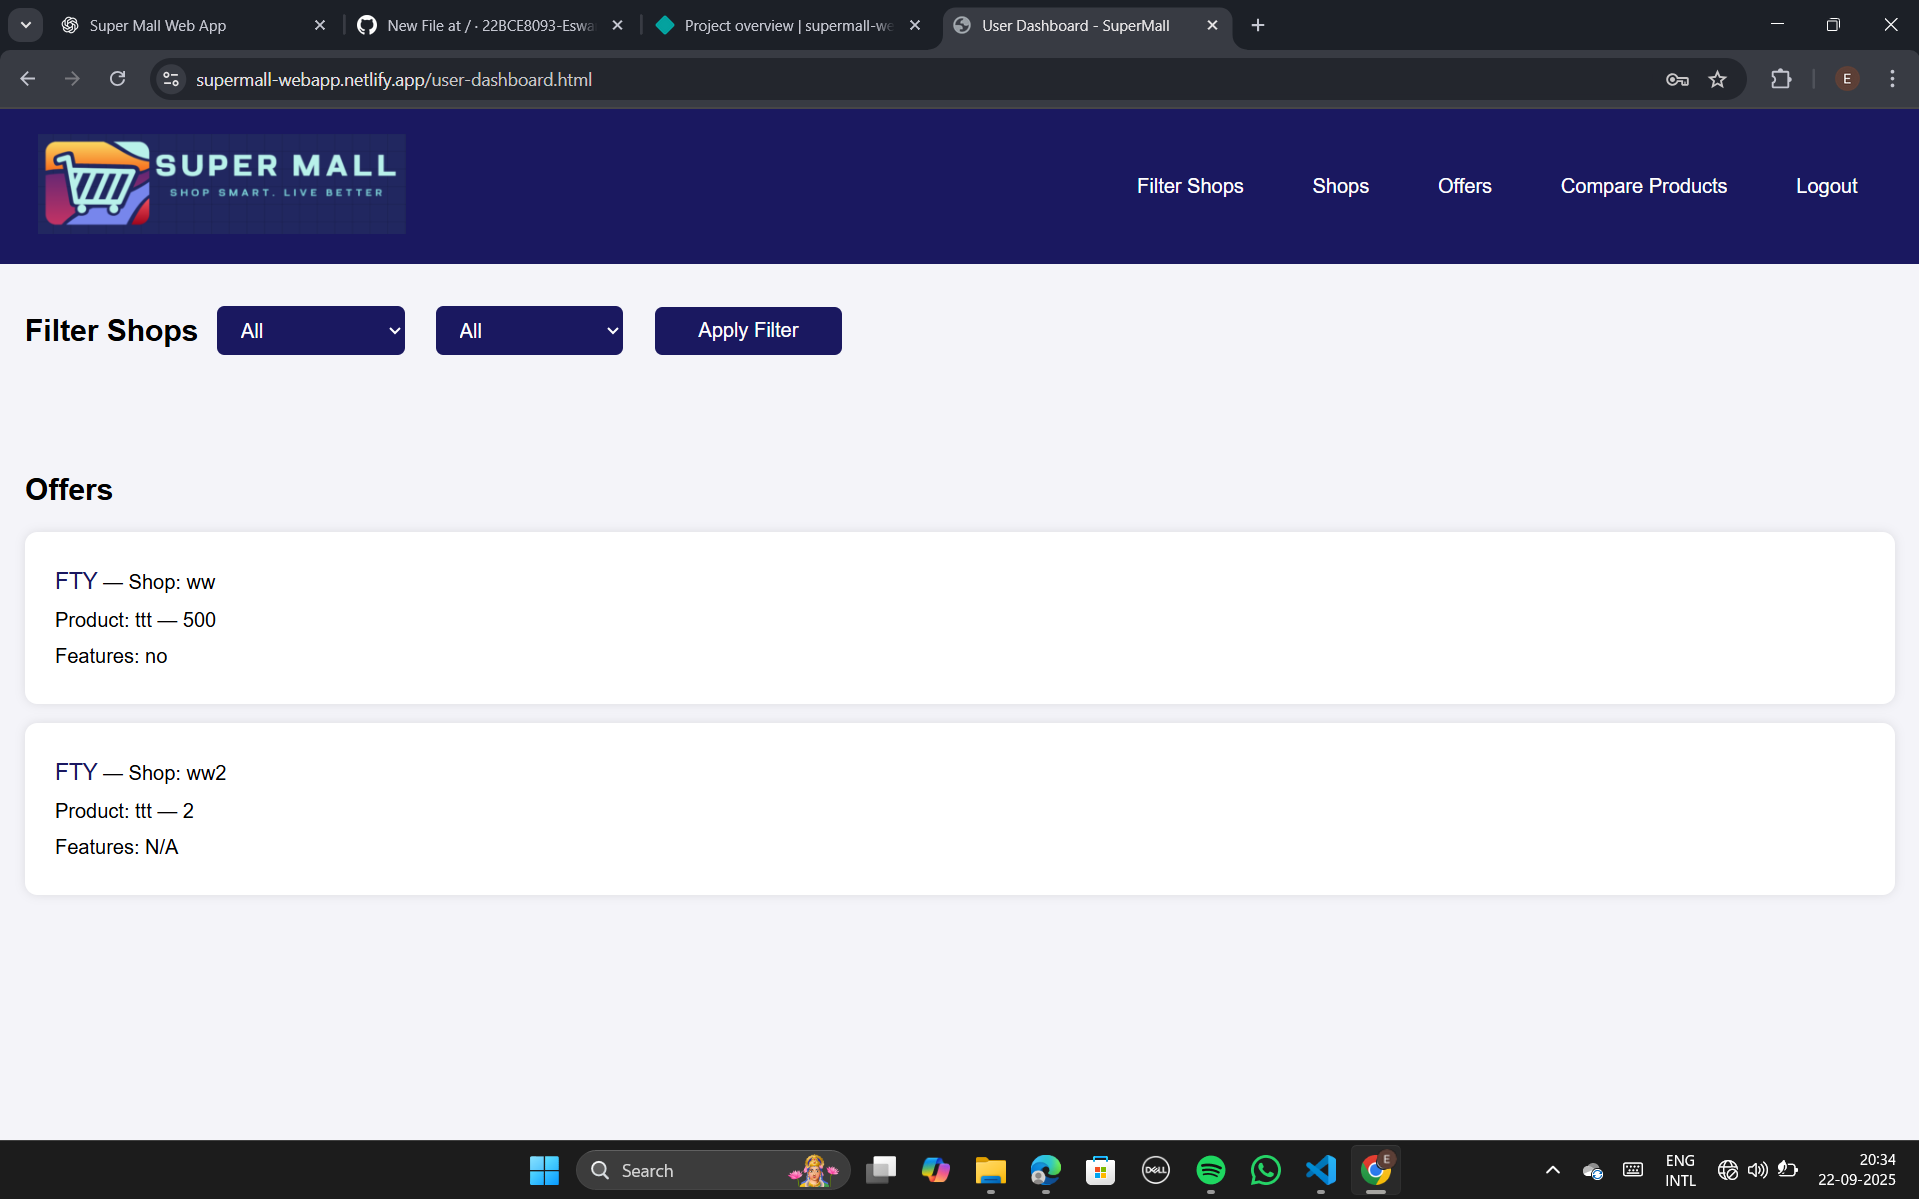 Super Mall Web App
New File at / · 22BCE8093-Eswa
Project overview | supermall-we
User Dashboard - SuperMall
supermall-webapp.netlify.app/user-dashboard.html
E
SUPER MALL
SHOP SMART. LIVE BETTER
Filter Shops
Shops
Offers
Compare Products
Logout
Filter Shops
All
All
Apply Filter
Offers
FTY — Shop: ww
Product: ttt — 500
Features: no
FTY — Shop: ww2
Product: ttt — 2
Features: N/A
Search
DELL
E
ENG
INTL
20:34
22-09-2025